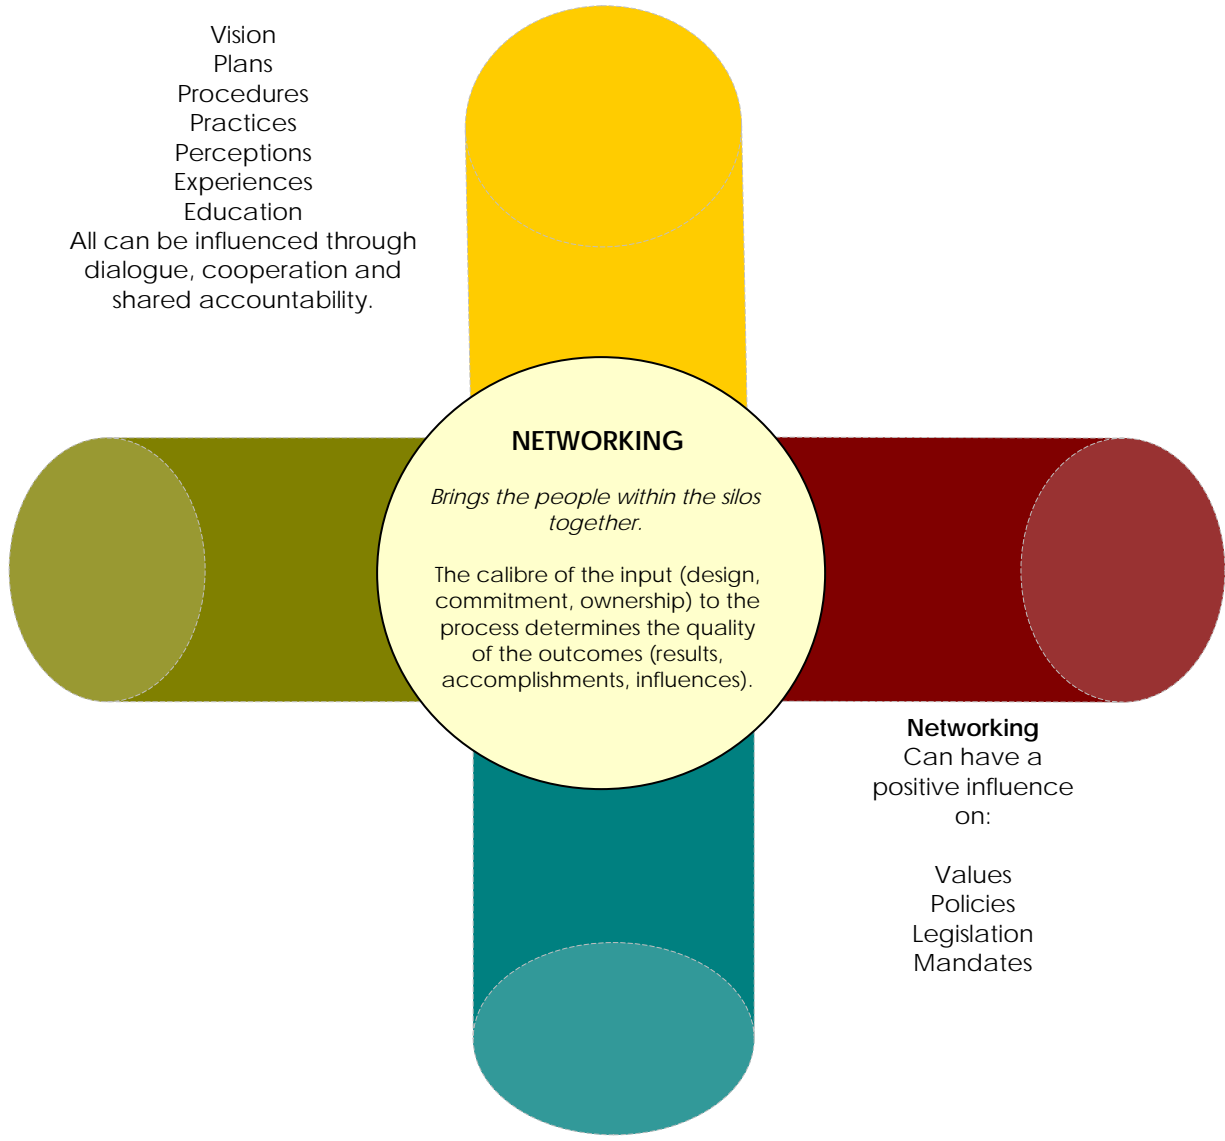 Vision
Plans
Procedures
Practices
Perceptions
Experiences
Education
All can be influenced through
dialogue, cooperation and
shared accountability.
NETWORKING
Brings the people within the silos
together.
The calibre of the input (design,
commitment, ownership) to the
process determines the quality
of the outcomes (results,
accomplishments, influences).
Networking
Can have a
positive influence
on:
Values
Policies
Legislation
Mandates